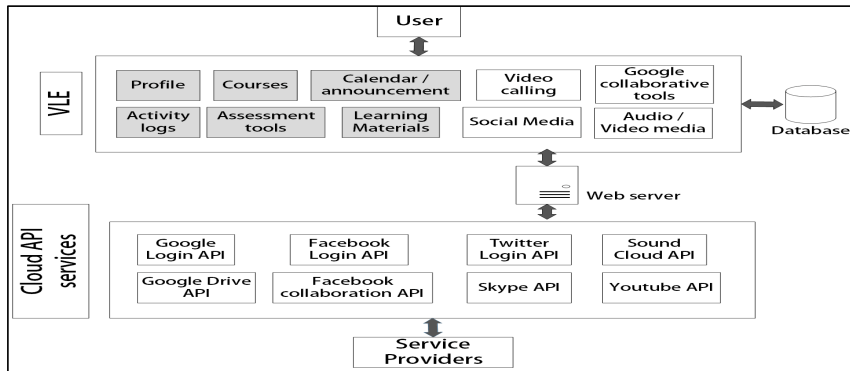 User
VLE
Profile
Courses
Calendar /
announcement
Video
calling
Google
collaborative
tools
Activity
logs
Assessment
tools
Learning
Materials
Social Media
Audio /
Video media
Database
Web server
Cloud API
services
Google
Login API
Facebook
Login API
Twitter
Login API
Sound
Cloud API
Google Drive
API
Facebook
collaboration API
Skype API
Youtube API
Service
Providers